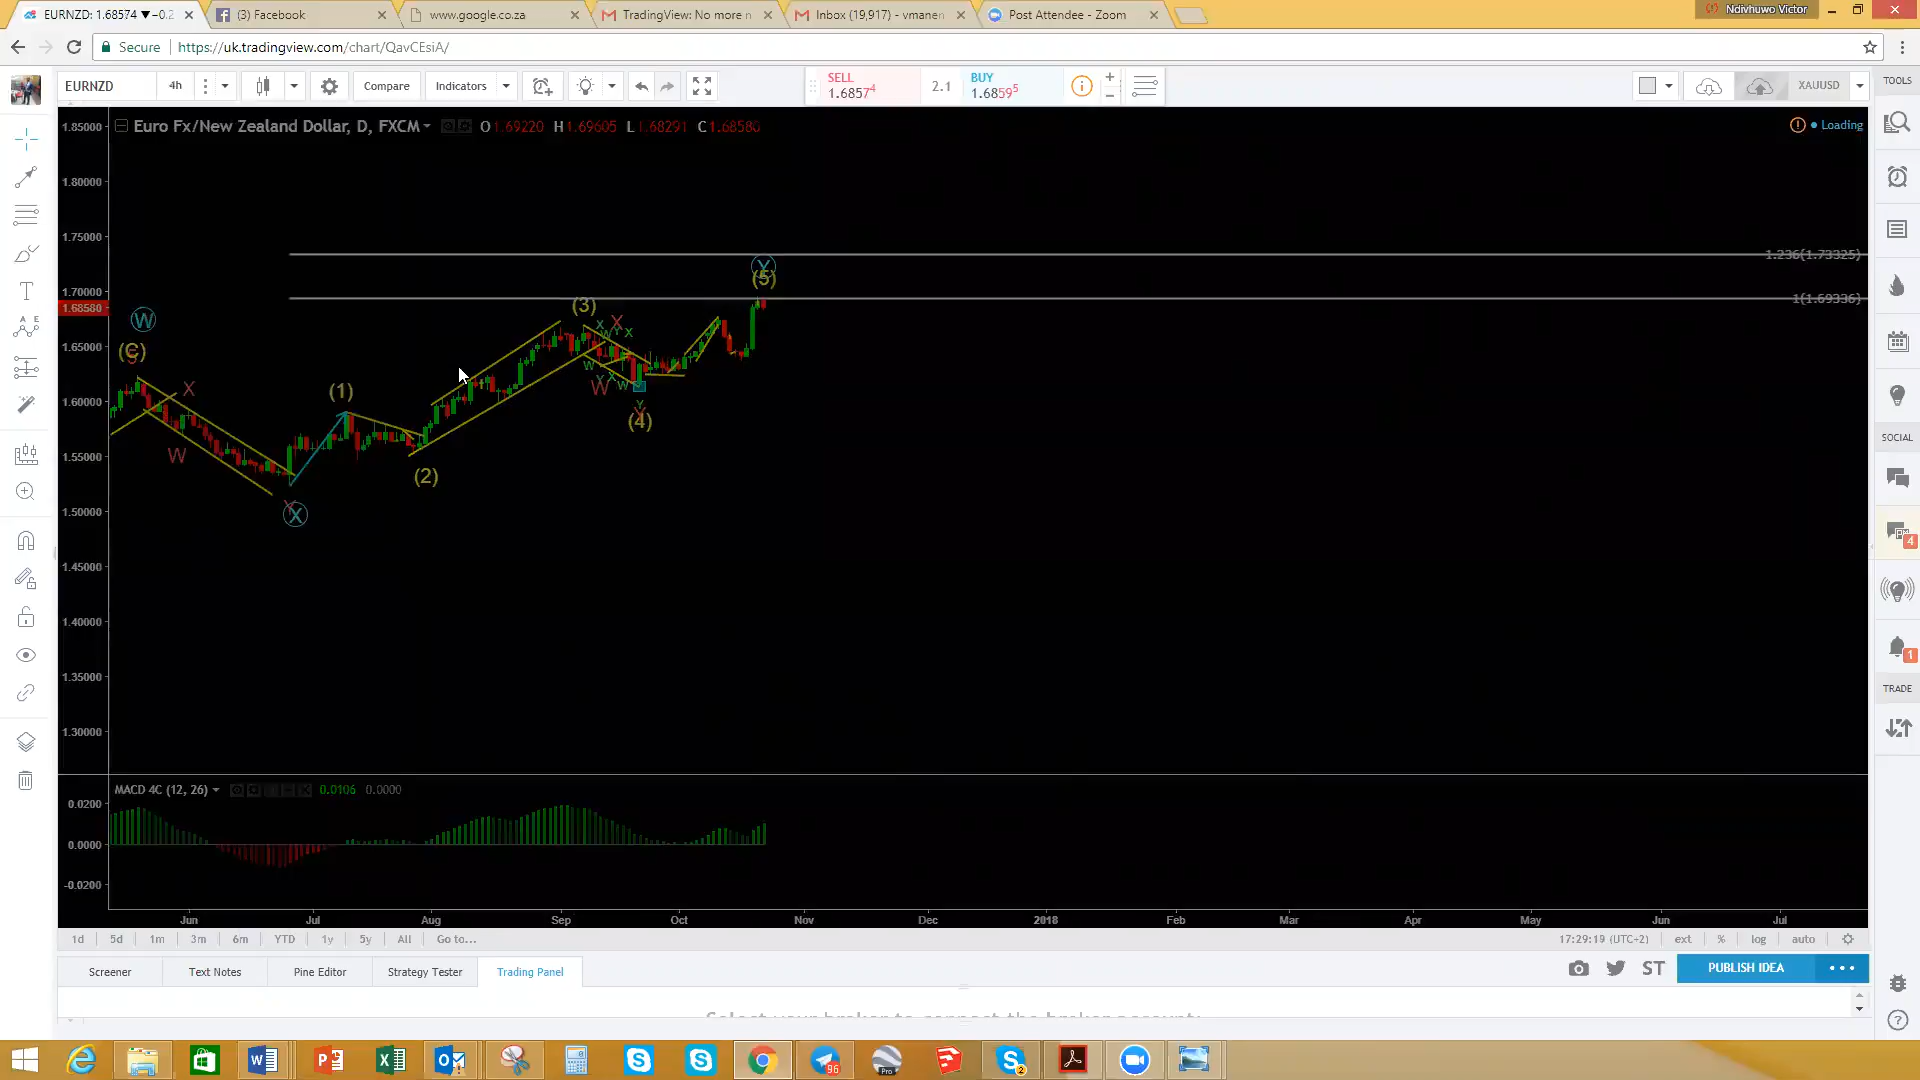 EURNZD: 1.68574 ▼−0.2
(3) Facebook
www.google.co.za
TradingView: No more n
Inbox (19,917) - vmanen
Post Attendee - Zoom
Ndivhuwo Victor
Secure
https://uk.tradingview.com/chart/QavCEsiA/
EURNZD
4h
Compare
Indicators
SELL
1.68574
2.1
BUY
1.68595
XAUUSD
TOOLS
Euro Fx/New Zealand Dollar, D, FXCM
O1.69220 H1.69605 L1.68291 C1.68580
Loading
1.85000
1.80000
1.75000
1.70000
1.68580
1.65000
1.60000
1.55000
1.50000
1.45000
1.40000
1.35000
1.30000
1.236(1.73325)
1(1.69336)
W
(C)
X
W
X
(1)
(2)
(3)
X
W
(4)
Y
(5)
SOCIAL
4
1
TRADE
MACD 4C (12, 26)
0.0106 0.0000
0.0200
0.0000
-0.0200
Jun Jul Aug Sep Oct Nov Dec 2018 Feb Mar Apr May Jun Jul
1d 5d 1m 3m 6m YTD 1y 5y All Go to...
17:29:19 (UTC+2) ext % log auto
Screener
Text Notes
Pine Editor
Strategy Tester
Trading Panel
ST
PUBLISH IDEA
96
Pro
2